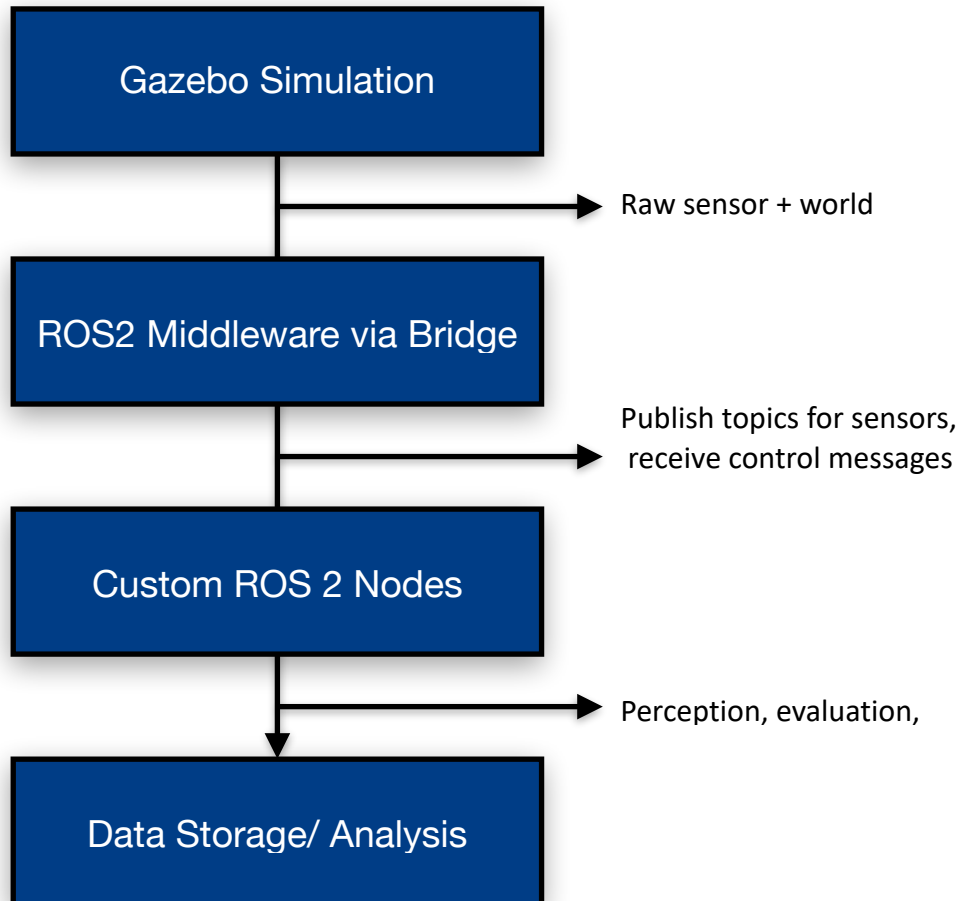 Gazebo Simulation
Raw sensor + world
ROS2 Middleware via Bridge
Publish topics for sensors,
receive control messages
Custom ROS 2 Nodes
Perception, evaluation,
Data Storage/ Analysis